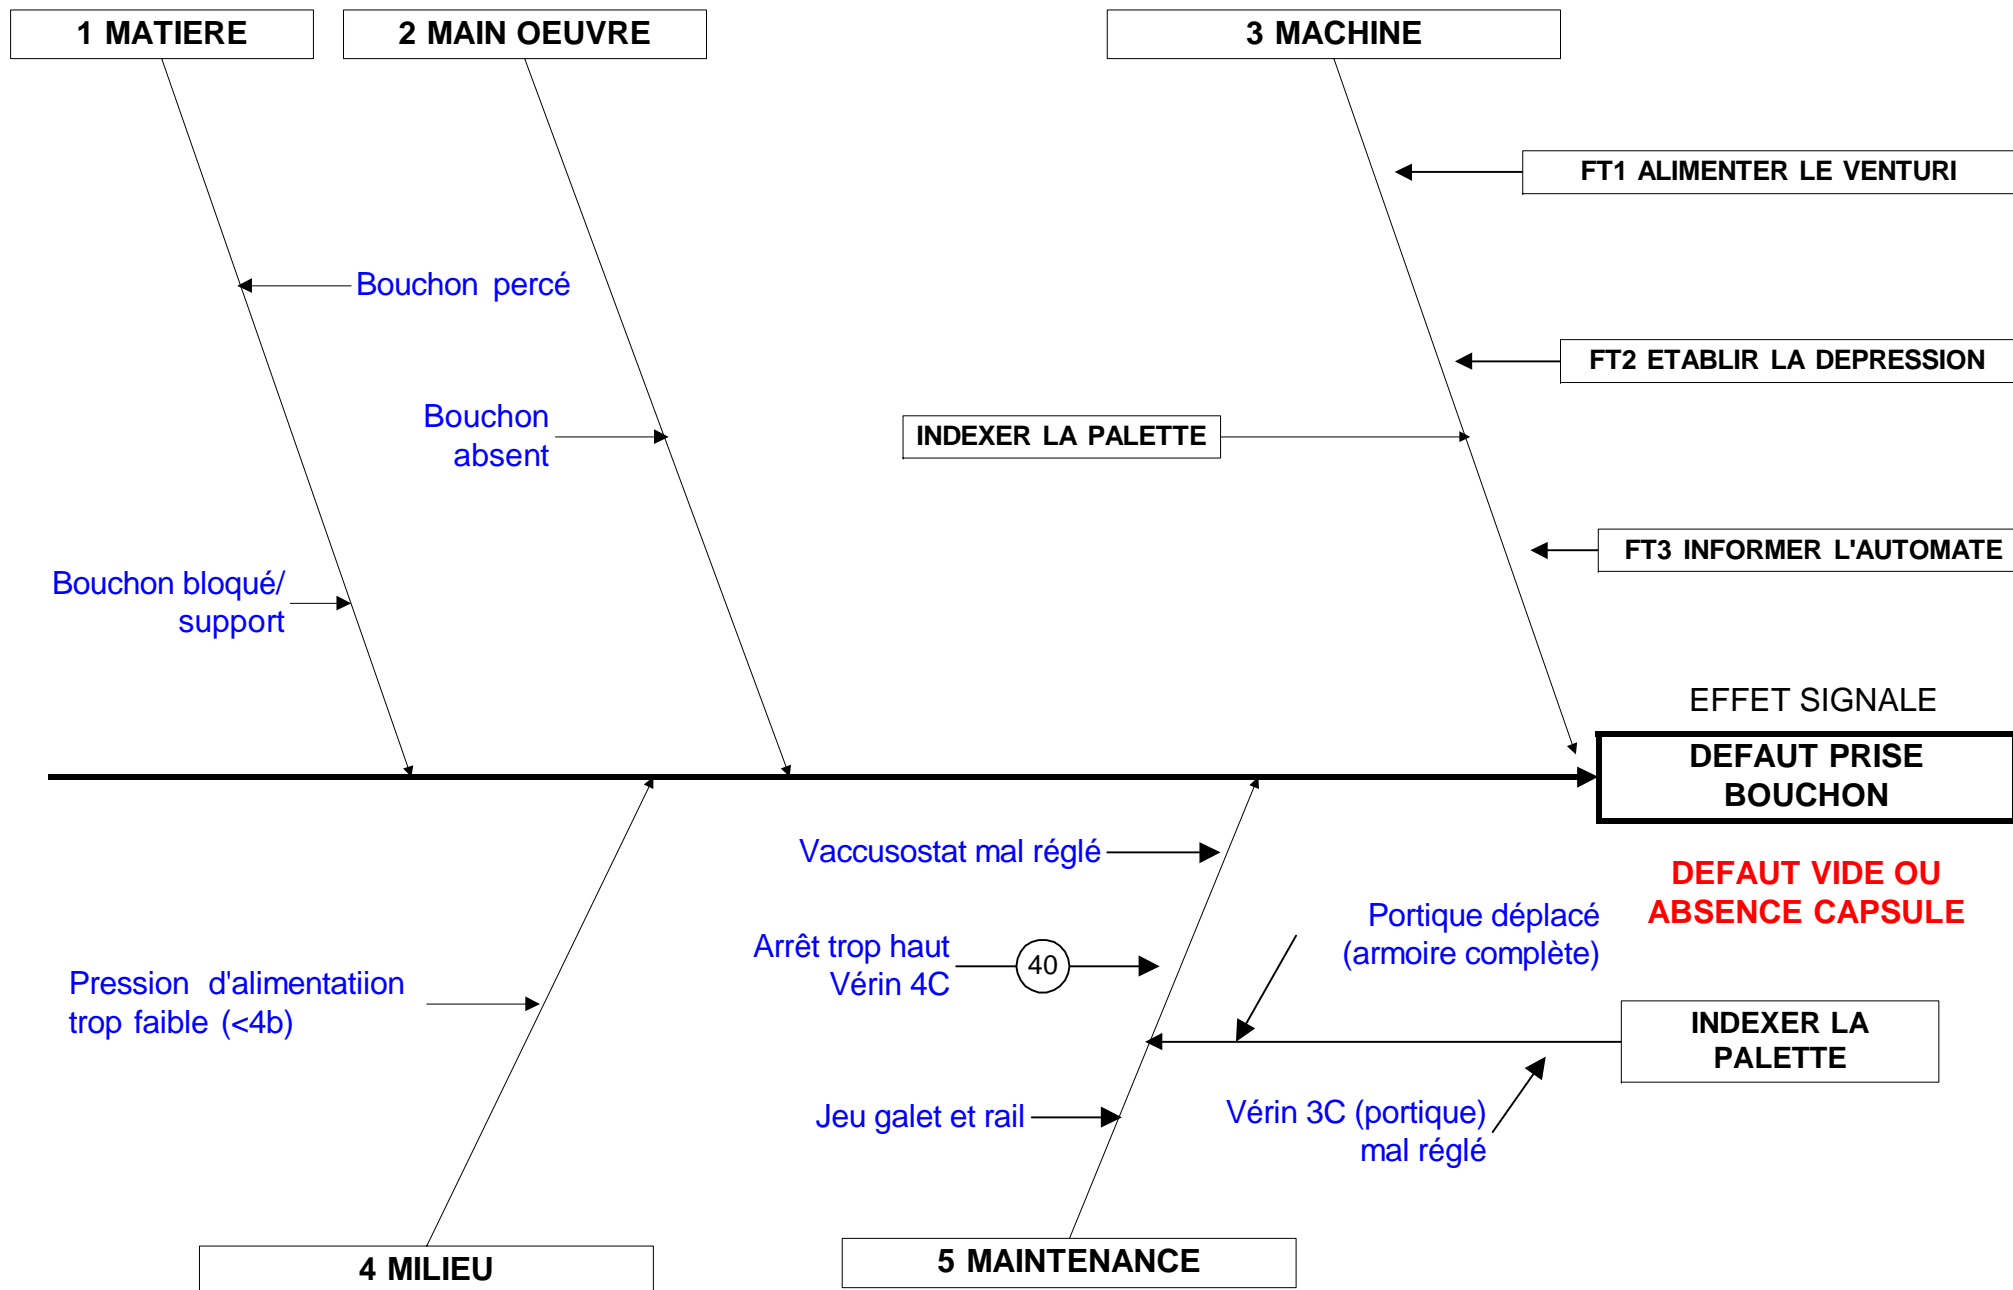 1 MATIERE
2 MAIN OEUVRE
3 MACHINE
FT1 ALIMENTER LE VENTURI
Bouchon percé
FT2 ETABLIR LA DEPRESSION
Bouchon
absent
INDEXER LA PALETTE
FT3 INFORMER L'AUTOMATE
Bouchon bloqué/
support
EFFET SIGNALE
DEFAUT PRISE
BOUCHON
Vaccusostat mal réglé
DEFAUT VIDE OU
ABSENCE CAPSULE
Portique déplacé
(armoire complète)
Arrêt trop haut
Vérin 4C
40
Pression d'alimentatiion
trop faible (<4b)
INDEXER LA
PALETTE
Jeu galet et rail
Vérin 3C (portique)
mal réglé
4 MILIEU
5 MAINTENANCE